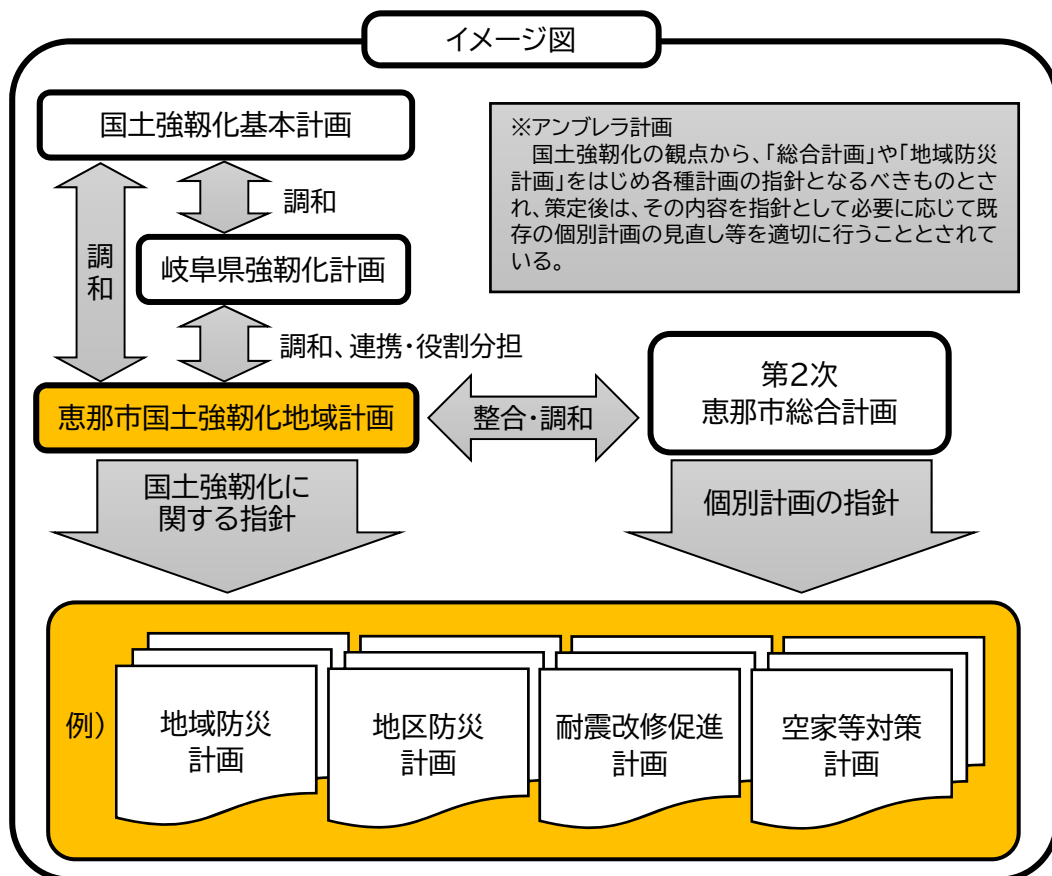 イメージ図
国土強靱化基本計画
※アンブレラ計画
国土強靱化の観点から、「総合計画」や「地域防災
計画」をはじめ各種計画の指針となるべきものとさ
れ、策定後は、その内容を指針として必要に応じて既
存の個別計画の見直し等を適切に行うこととされて
いる。
調和
調和
岐阜県強靱化計画
調和、連携・役割分担
恵那市国土強靱化地域計画
整合・調和
第2次
恵那市総合計画
国土強靱化に
関する指針
個別計画の指針
例）
地域防災
計画
地区防災
計画
耐震改修促進
計画
空家等対策
計画